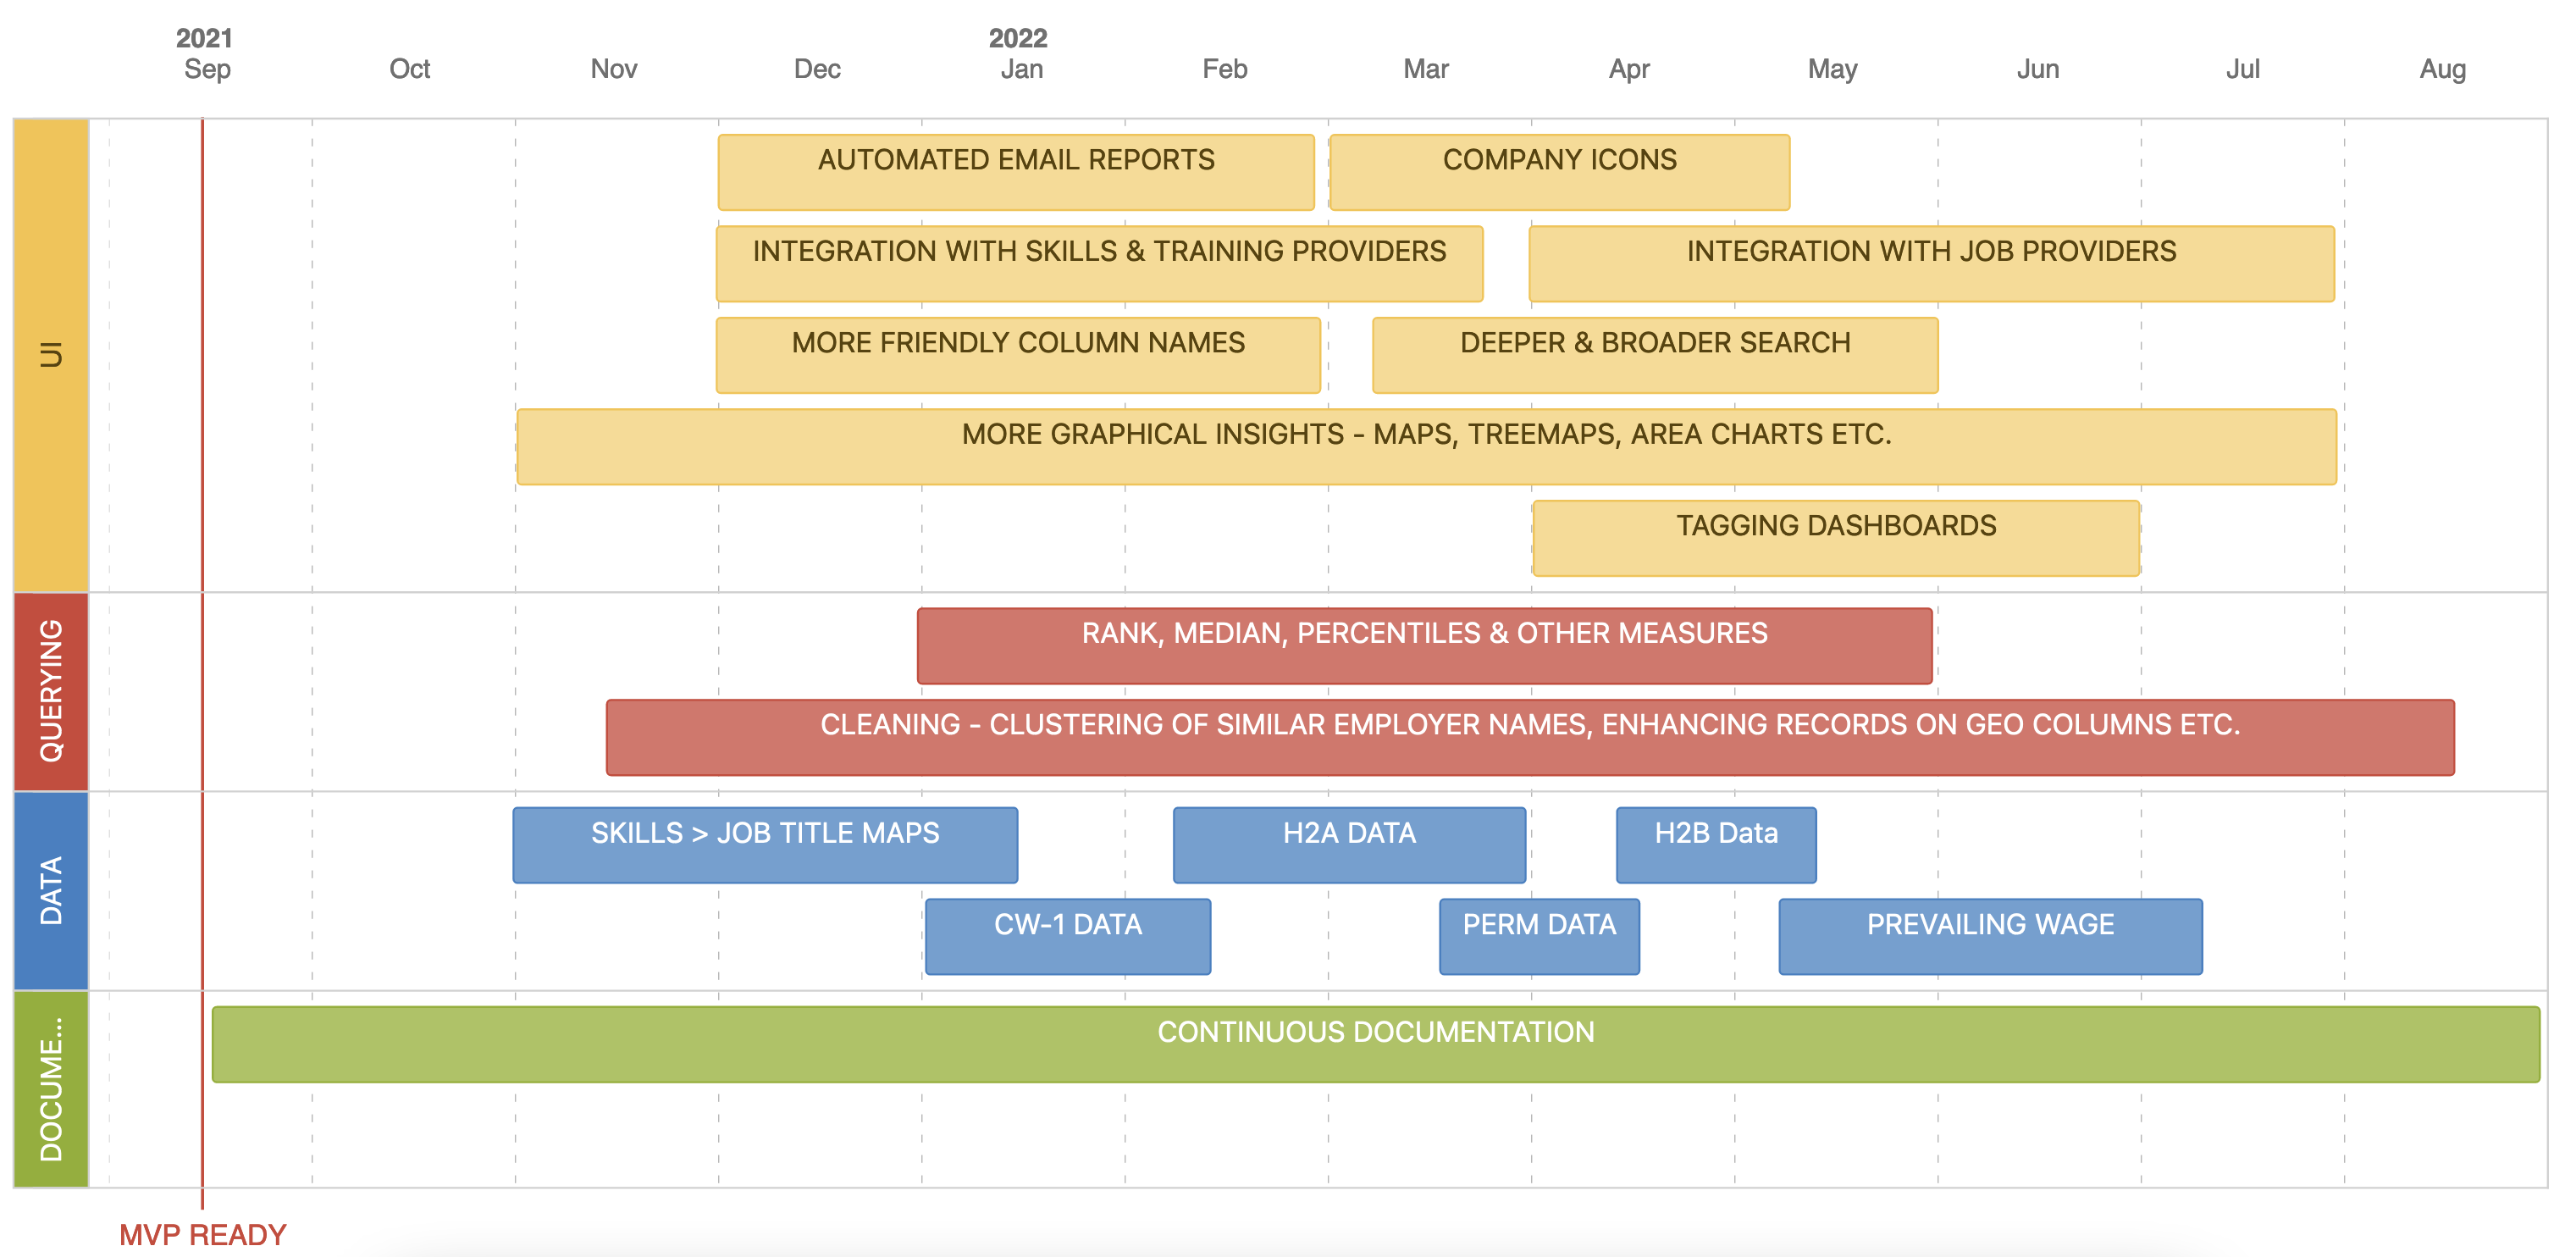 2021
2022
Sep Oct Nov Dec Jan Feb Mar Apr May Jun Jul Aug
UI
AUTOMATED EMAIL REPORTS
COMPANY ICONS
INTEGRATION WITH SKILLS & TRAINING PROVIDERS
INTEGRATION WITH JOB PROVIDERS
MORE FRIENDLY COLUMN NAMES
DEEPER & BROADER SEARCH
MORE GRAPHICAL INSIGHTS - MAPS, TREEMAPS, AREA CHARTS ETC.
TAGGING DASHBOARDS
QUERYING
RANK, MEDIAN, PERCENTILES & OTHER MEASURES
CLEANING - CLUSTERING OF SIMILAR EMPLOYER NAMES, ENHANCING RECORDS ON GEO COLUMNS ETC.
DATA
SKILLS > JOB TITLE MAPS
H2A DATA
H2B Data
CW-1 DATA
PERM DATA
PREVAILING WAGE
DOCUME...
CONTINUOUS DOCUMENTATION
MVP READY